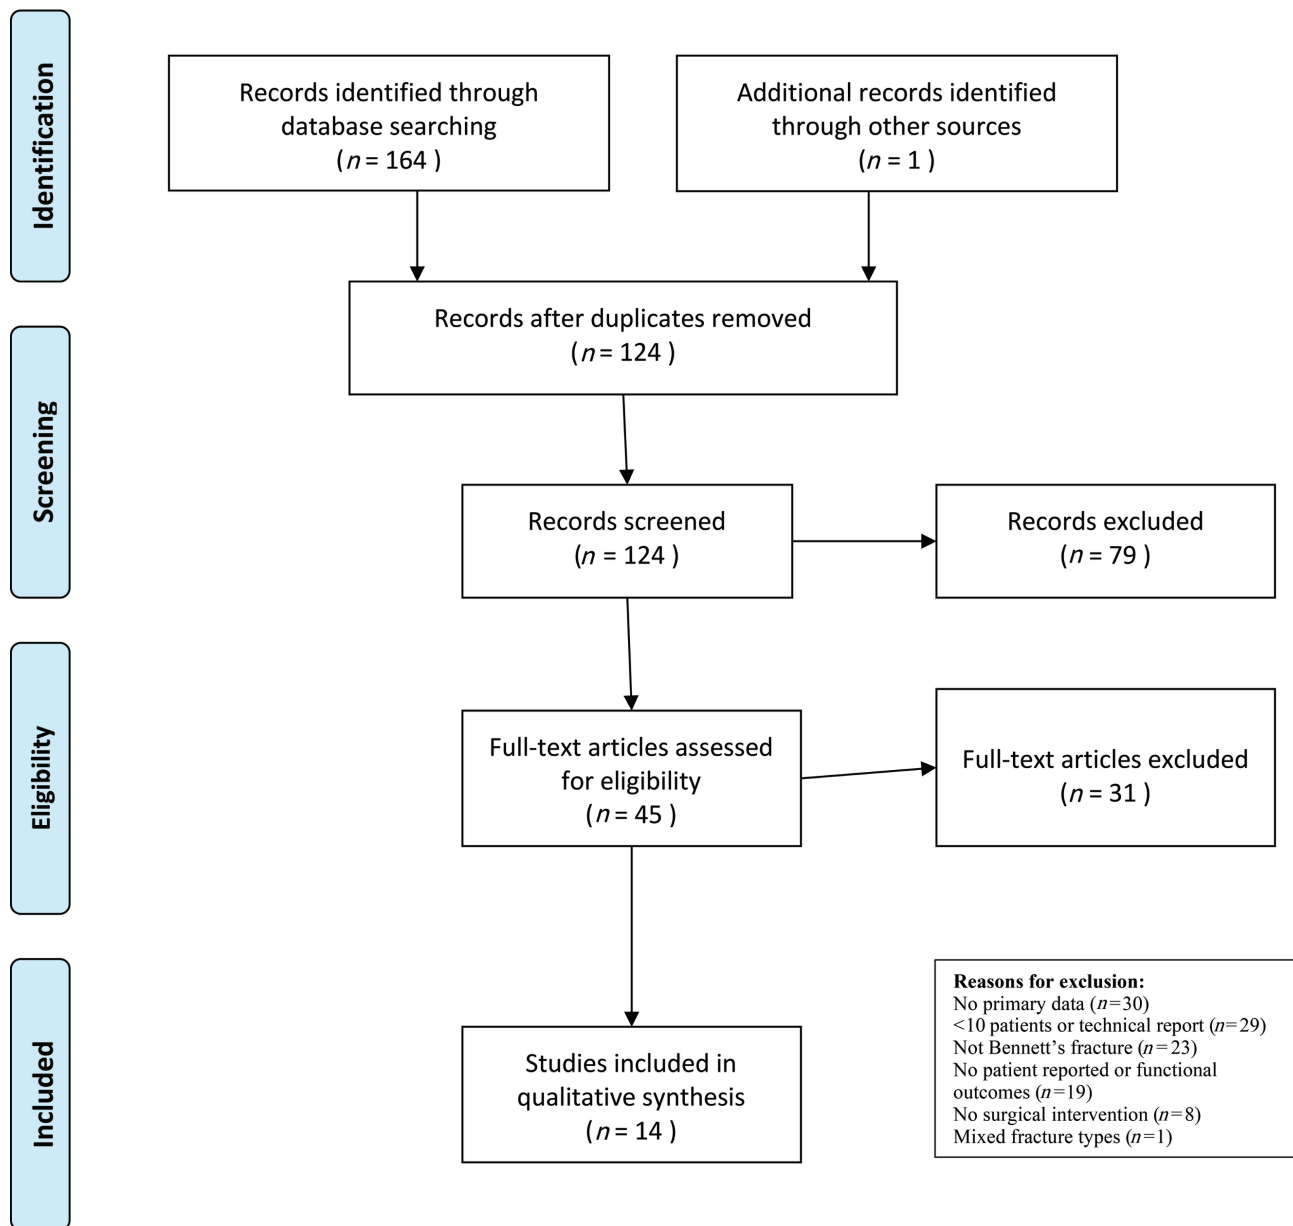 Identification
Records identified through
database searching
(n = 164 )
Additional records identified
through other sources
(n = 1 )
Records after duplicates removed
(n = 124 )
Screening
Records screened
(n = 124 )
Records excluded
(n = 79 )
Eligibility
Full-text articles assessed
for eligibility
(n = 45 )
Full-text articles excluded
(n = 31 )
Included
Studies included in
qualitative synthesis
(n = 14 )
Reasons for exclusion:
No primary data (n=30)
<10 patients or technical report (n=29)
Not Bennett’s fracture (n=23)
No patient reported or functional
outcomes (n=19)
No surgical intervention (n=8)
Mixed fracture types (n=1)